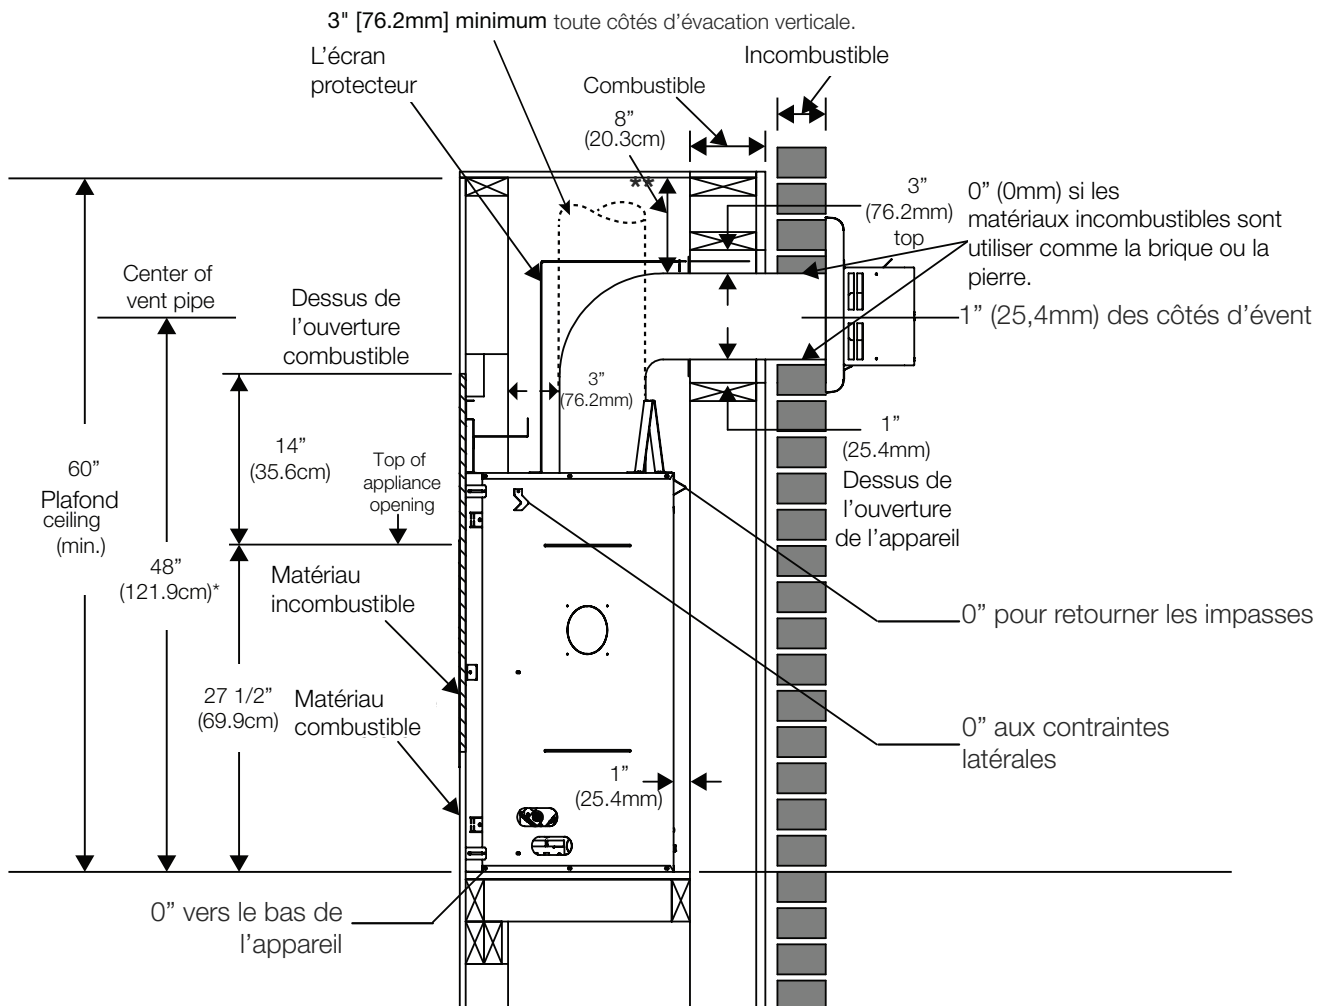 3" [76.2mm] minimum toute côtés d’évacation verticale.
L’écran
protecteur
Combustible
Incombustible
8”
(20.3cm)
**
3”
(76.2mm)
top
0” (0mm) si les
matériaux incombustibles sont
utiliser comme la brique ou la
pierre.
Center of
vent pipe
Dessus de
l’ouverture
combustible
1” (25,4mm) des côtés d’évent
3”
(76.2mm)
1”
(25.4mm)
14”
(35.6cm)
Top of
appliance
opening
60”
Plafond
ceiling
(min.)
Dessus de
l’ouverture
de l’appareil
48”
(121.9cm)*
Matériau
incombustible
0” pour retourner les impasses
27 1/2”
(69.9cm)
Matériau
combustible
0” aux contraintes
latérales
1”
(25.4mm)
0” vers le bas de
l’appareil